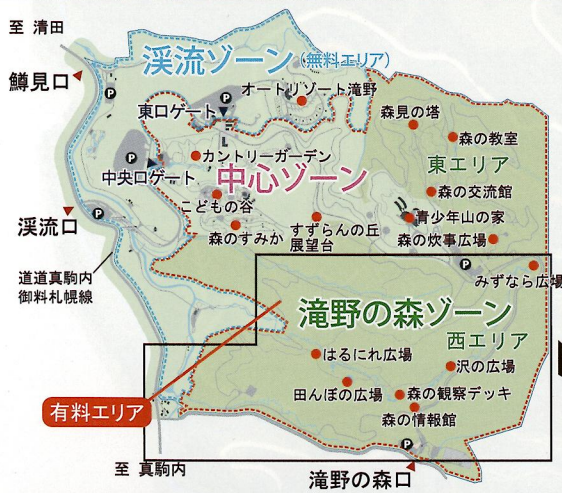 至 清田
渓流ゾーン(無料エリア)
鱒見口
P
P
オートリゾート滝野
東口ゲート
森見の塔
森の教室
カントリーガーデン
P
東エリア
中央口ゲート
中心ゾーン
森の交流館
こどもの谷
青少年山の家
渓流口
P
森のすみか
すずらんの丘
展望台
森の炊事広場
P
みずなら広場
道道真駒内
御料札幌線
滝野の森ゾーン
西エリア
はるにれ広場
沢の広場
田んぼの広場
森の観察デッキ
有料エリア
森の情報館
P
至 真駒内
滝野の森口